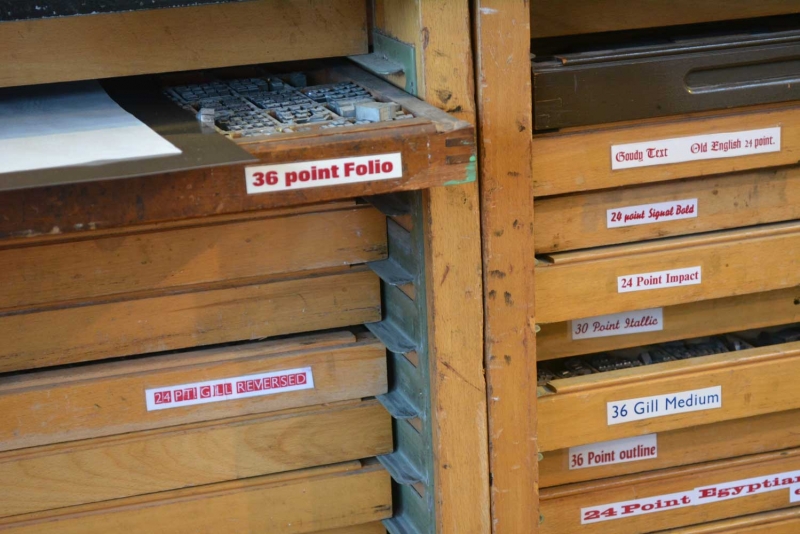 36 point Folio
24 PT! GILL REVERSED
Goudy Text Old English 24 point.
24 point Signal Bold
24 Point Impact
30 Point Itallic
36 Gill Medium
36 Point outline
24 Point Egyptian